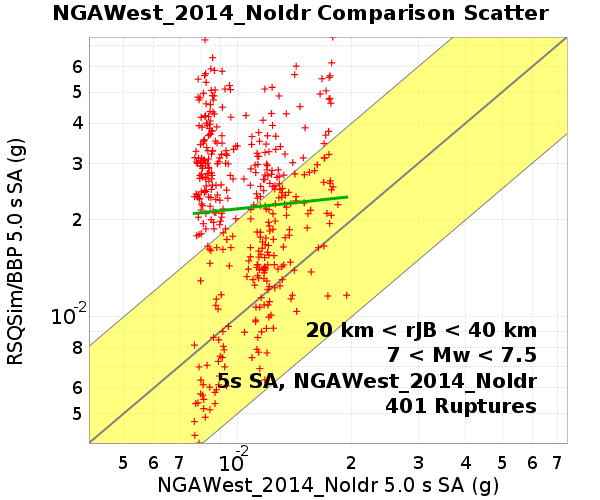 NGAWest_2014_NoIdr Comparison Scatter
RSQSim/BBP 5.0 s SA (g)
6
5
4
3
2
10-2
8
6
5
20 km < rJB < 40 km
7 < Mw < 7.5
5s SA, NGAWest_2014_NoIdr
401 Ruptures
5 6 7 10-2 2 3 4 5 6 7
NGAWest_2014_NoIdr 5.0 s SA (g)